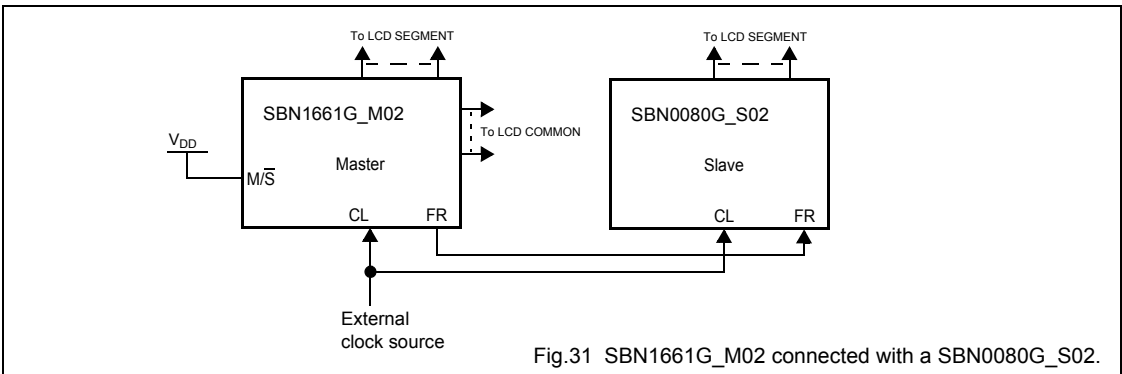 To LCD SEGMENT
To LCD SEGMENT
SBN1661G_M02
SBN0080G_S02
To LCD COMMON
VDD
Master
Slave
M/S̅
CL FR
CL FR
External
clock source
Fig.31 SBN1661G_M02 connected with a SBN0080G_S02.